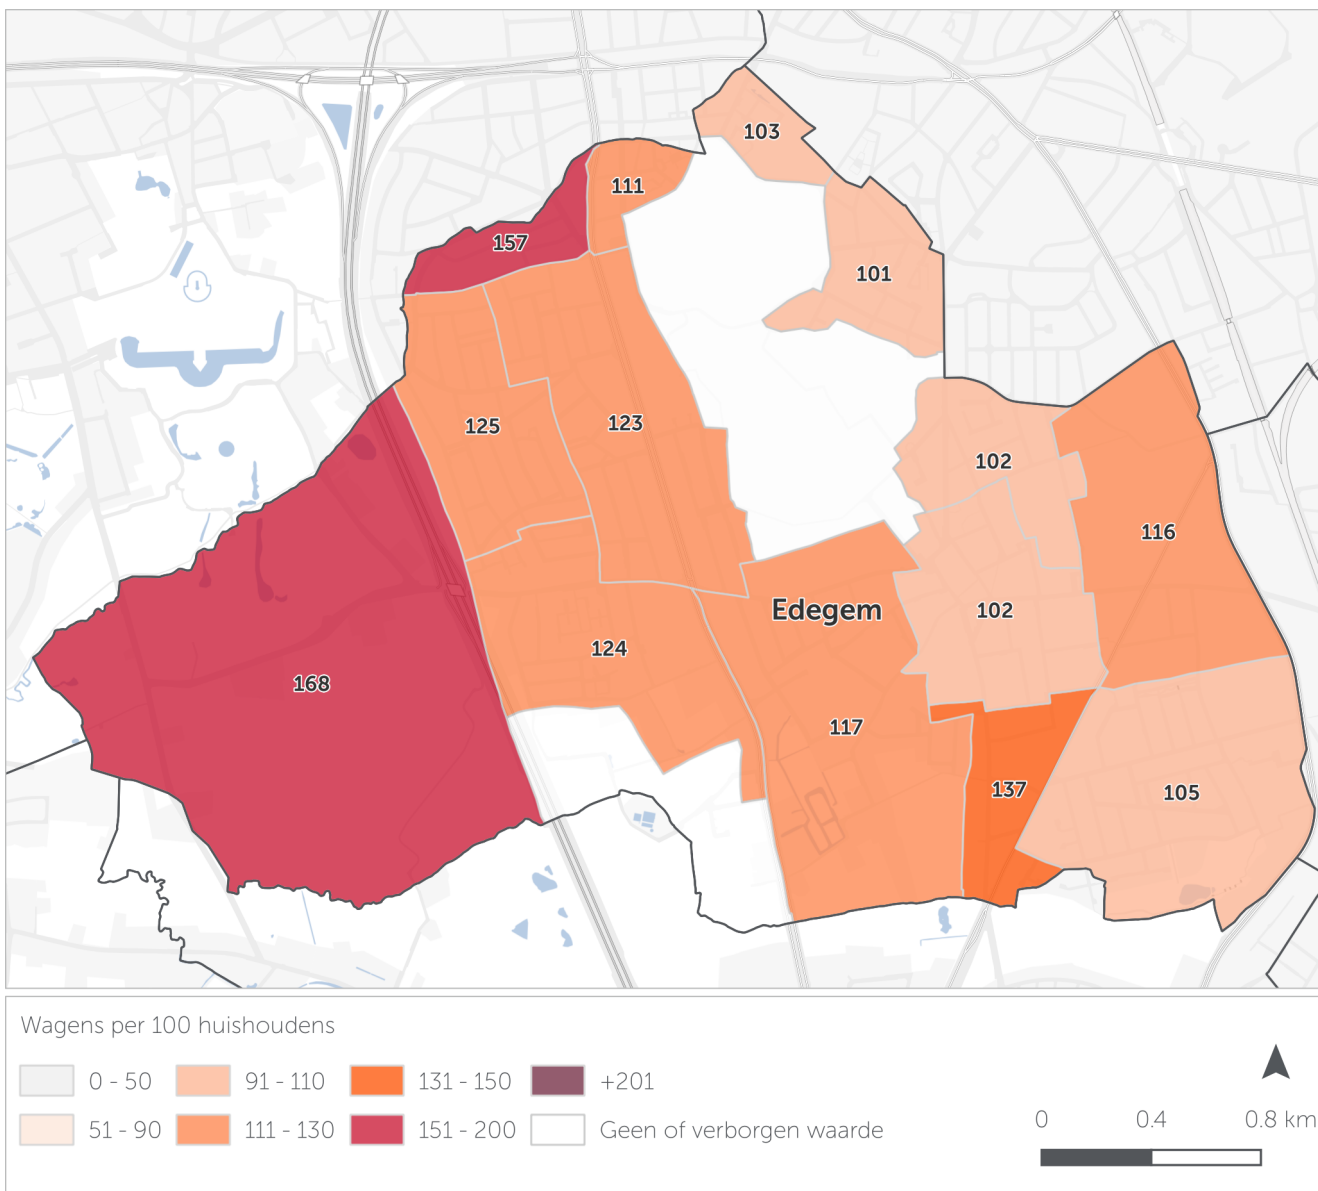 103
111
157
101
125
123
102
116
Edegem
102
124
168
117
137
105
Wagens per 100 huishoudens
0 - 50
91 - 110
131 - 150
+201
51 - 90
111 - 130
151 - 200
Geen of verborgen waarde
0 0.4 0.8 km